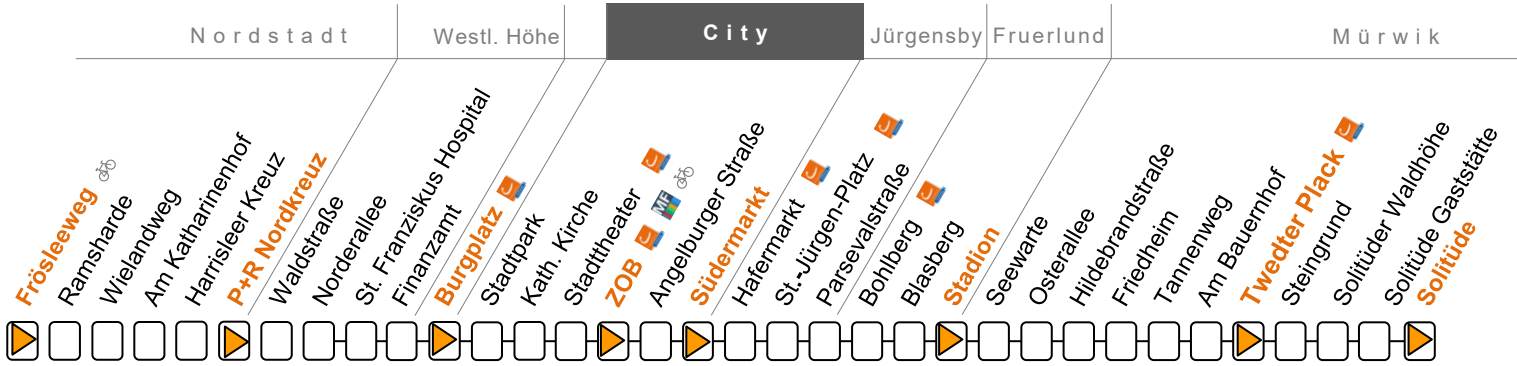 Nordstadt
Westl. Höhe
City
Jürgensby
Fruerlund
Mürwik
Frösleeweg
Ramsharde
Wielandweg
Am Katharinenhof
Harrisleer Kreuz
P+R Nordkreuz
Waldstraße
Norderallee
St. Franziskus Hospital
Finanzamt
Burgplatz
Stadtpark
Kath. Kirche
Stadttheater
ZOB
MF
Angelburger Straße
Südermarkt
Hafermarkt
St.-Jürgen-Platz
Parsevalstraße
Bohlberg
Blasberg
Stadion
Seewarte
Osterallee
Hildebrandstraße
Friedheim
Tannenweg
Am Bauernhof
Twedter Plack
Steingrund
Solitüder Waldhöhe
Solitüde Gaststätte
Solitüde